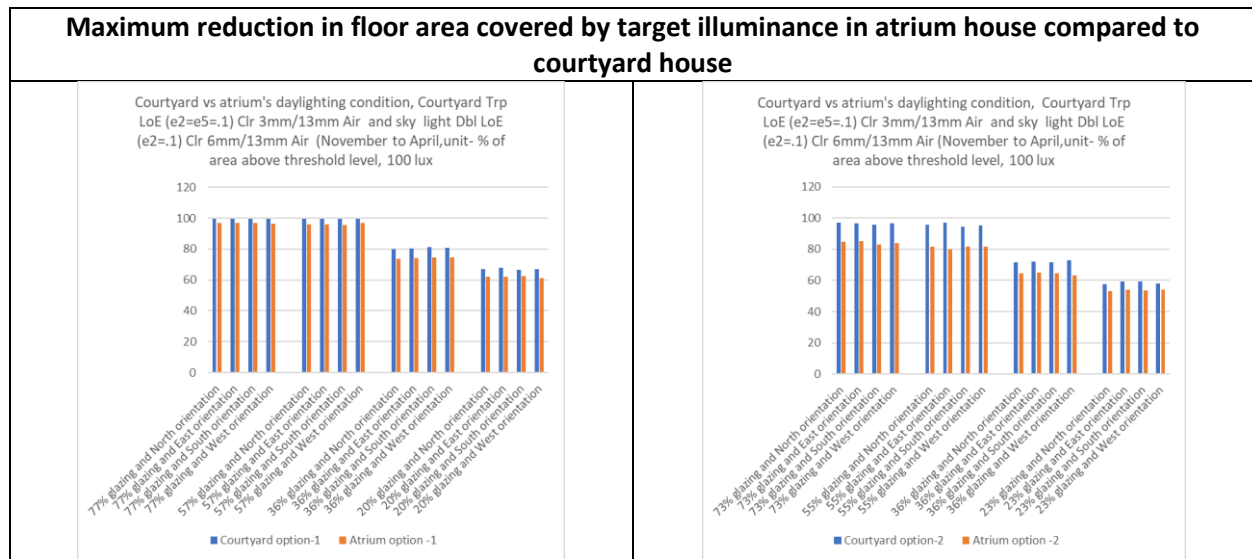 Maximum reduction in floor area covered by target illuminance in atrium house compared to
courtyard house
Courtyard vs atrium's daylighting condition, Courtyard Trp
LoE (e2=e5=.1) Clr 3mm/13mm Air and sky light Dbl LoE
(e2=.1) Clr 6mm/13mm Air (November to April,unit- % of
area above threshold level, 100 lux
120
100
80
60
40
20
0
77% glazing and North orientation
77% glazing and East orientation
77% glazing and South orientation
77% glazing and West orientation
57% glazing and North orientation
57% glazing and East orientation
57% glazing and South orientation
57% glazing and West orientation
36% glazing and North orientation
36% glazing and East orientation
36% glazing and South orientation
36% glazing and West orientation
20% glazing and North orientation
20% glazing and East orientation
20% glazing and South orientation
20% glazing and West orientation
Courtyard option-1
Atrium option -1
Courtyard vs atrium's daylighting condition, Courtyard Trp
LoE (e2=e5=.1) Clr 3mm/13mm Air and sky light Dbl LoE
(e2=.1) Clr 6mm/13mm Air (November to April,unit- % of
area above threshold level, 100 lux
120
100
80
60
40
20
0
73% glazing and North orientation
73% glazing and East orientation
73% glazing and South orientation
73% glazing and West orientation
55% glazing and North orientation
55% glazing and East orientation
55% glazing and South orientation
55% glazing and West orientation
36% glazing and North orientation
36% glazing and East orientation
36% glazing and South orientation
36% glazing and West orientation
23% glazing and North orientation
23% glazing and East orientation
23% glazing and South orientation
23% glazing and West orientation
Courtyard option-2
Atrium option -2